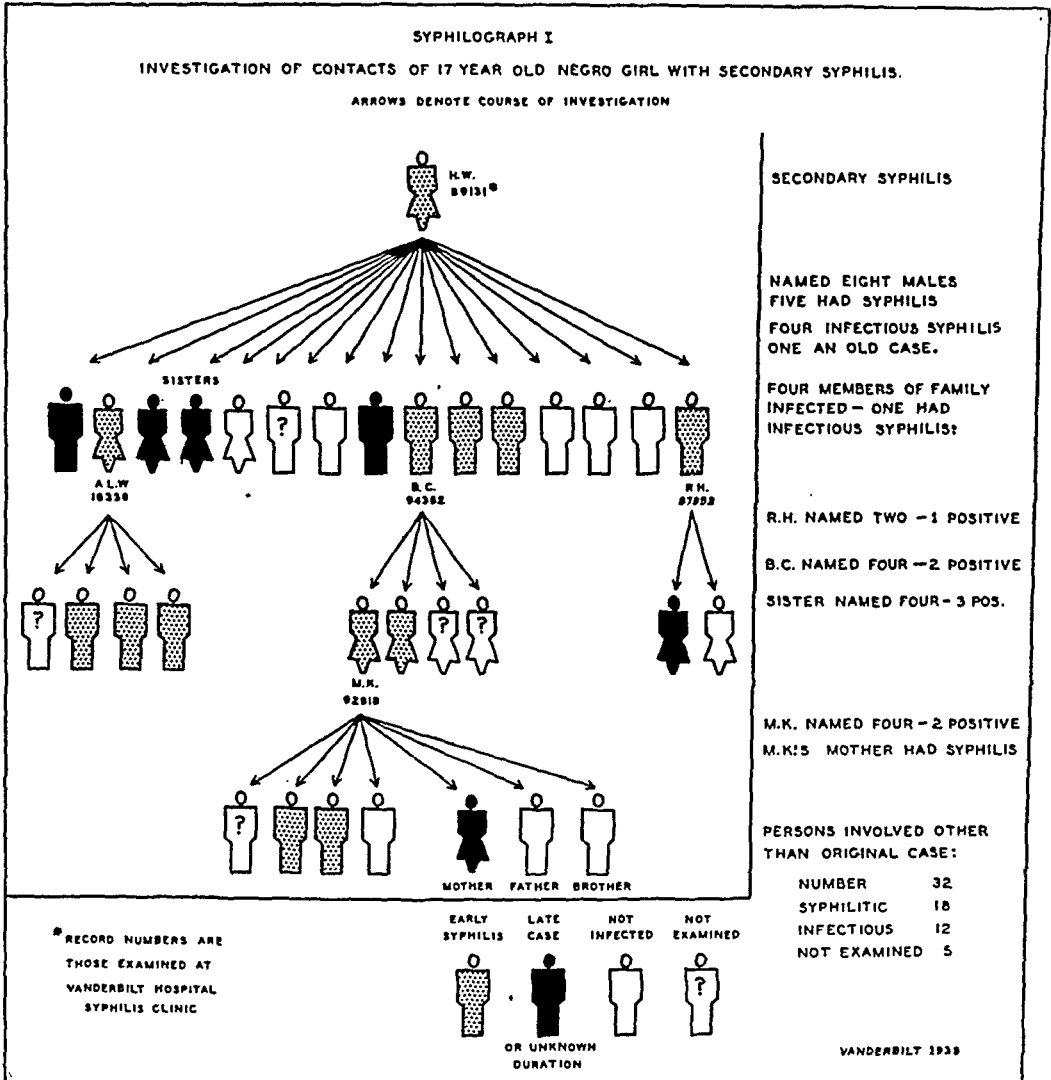 SYPHILOGRAPH I
INVESTIGATION OF CONTACTS OF 17 YEAR OLD NEGRO GIRL WITH SECONDARY SYPHILIS.
ARROWS DENOTE COURSE OF INVESTIGATION
H.W.
89131*
SECONDARY SYPHILIS
NAMED EIGHT MALES
FIVE HAD SYPHILIS
FOUR INFECTIOUS SYPHILIS
ONE AN OLD CASE.
SISTERS
FOUR MEMBERS OF FAMILY
INFECTED – ONE HAD
INFECTIOUS SYPHILIS:
A L.W
B.C.
94362
R.H.
R.H. NAMED TWO – 1 POSITIVE
B.C. NAMED FOUR – 2 POSITIVE
SISTER NAMED FOUR – 3 POS.
?
?
?
?
M.K.
92818
M.K. NAMED FOUR – 2 POSITIVE
M.K'S MOTHER HAD SYPHILIS
?
MOTHER FATHER BROTHER
PERSONS INVOLVED OTHER
THAN ORIGINAL CASE:
NUMBER 32
SYPHILITIC 18
INFECTIOUS 12
NOT EXAMINED 5
* RECORD NUMBERS ARE
THOSE EXAMINED AT
VANDERBILT HOSPITAL
SYPHILIS CLINIC
EARLY SYPHILIS
LATE CASE
NOT INFECTED
NOT EXAMINED
?
OR UNKNOWN
DURATION
VANDERBILT 1938